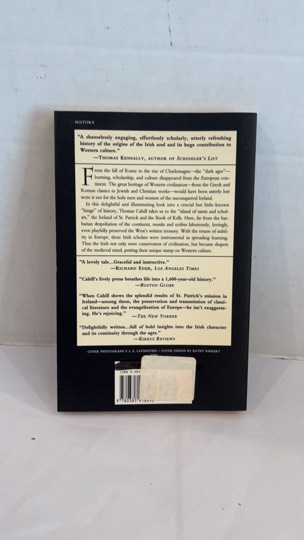 HISTORY
"A shamelessly engaging, effortlessly scholarly, utterly refreshing
history of the origins of the Irish soul and its huge contribution to
Western culture."
—THOMAS KENEALLY, AUTHOR OF SCHINDLER'S LIST
From the fall of Rome to the rise of Charlemagne—the "dark ages"—
learning, scholarship, and culture disappeared from the European con-
tinent. The great heritage of Western civilization—from the Greek and
Roman classics to Jewish and Christian works—would have been utterly lost
were it not for the holy men and women of the unconquered Ireland.
In this delightful and illuminating look into a crucial but little-known
"hinge" of history, Thomas Cahill takes us to the "island of saints and schol-
ars," the Ireland of St. Patrick and the Book of Kells. Here, far from the bar-
barian despoliation of the continent, monks and scribes laboriously, lovingly,
even playfully preserved the West's written treasury. With the return of stabil-
ity in Europe, these Irish scholars were instrumental in spreading learning.
Thus the Irish not only were conservators of civilization, but became shapers
of the medieval mind, putting their unique stamp on Western culture.
"A lovely tale...Graceful and instructive."
—RICHARD EDER, LOS ANGELES TIMES
"Cahill's lively prose breathes life into a 1,600-year-old history."
—BOSTON GLOBE
"When Cahill shows the splendid results of St. Patrick's mission in
Ireland—among them, the preservation and transmission of classi-
cal literature and the evangelization of Europe—he isn't exaggerat-
ing. He's rejoicing."
—THE NEW YORKER
"Delightfully written...full of bold insights into the Irish character
and its continuity through the ages."
—KIRKUS REVIEWS
ISBN 0-385